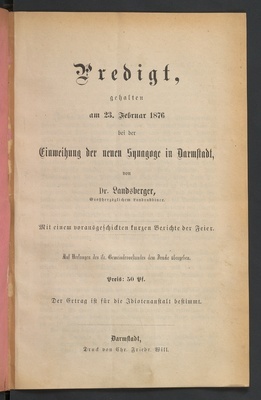 Predigt,
gehalten
am 23. Februar 1876
bei der
Einweihung der neuen Synagoge in Darmstadt,
von
Dr. Landsberger,
Großherzoglichem Landrabbiner.
Mit einem vorausgeschickten kurzen Berichte der Feier.
Auf Verlangen des isr. Gemeindevorstandes dem Drucke übergeben.
Preis: 50 Pf.
Der Ertrag ist für die Idiotenanstalt bestimmt.
Darmstadt,
Druck von Chr. Friedr. Will.